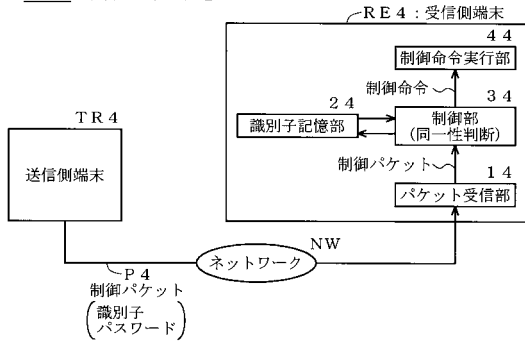 RE4：受信側端末
44
制御命令実行部
制御命令
24
34
識別子記憶部
制御部
(同一性判断)
TR4
制御パケット
14
送信側端末
パケット受信部
NW
ネットワーク
P4
制御パケット
(識別子
パスワード)